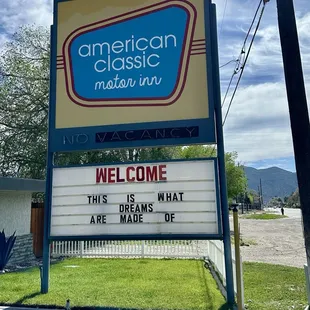 american
classic
motor inn
NO VACANCY
WELCOME
THIS IS WHAT
DREAMS
ARE MADE OF